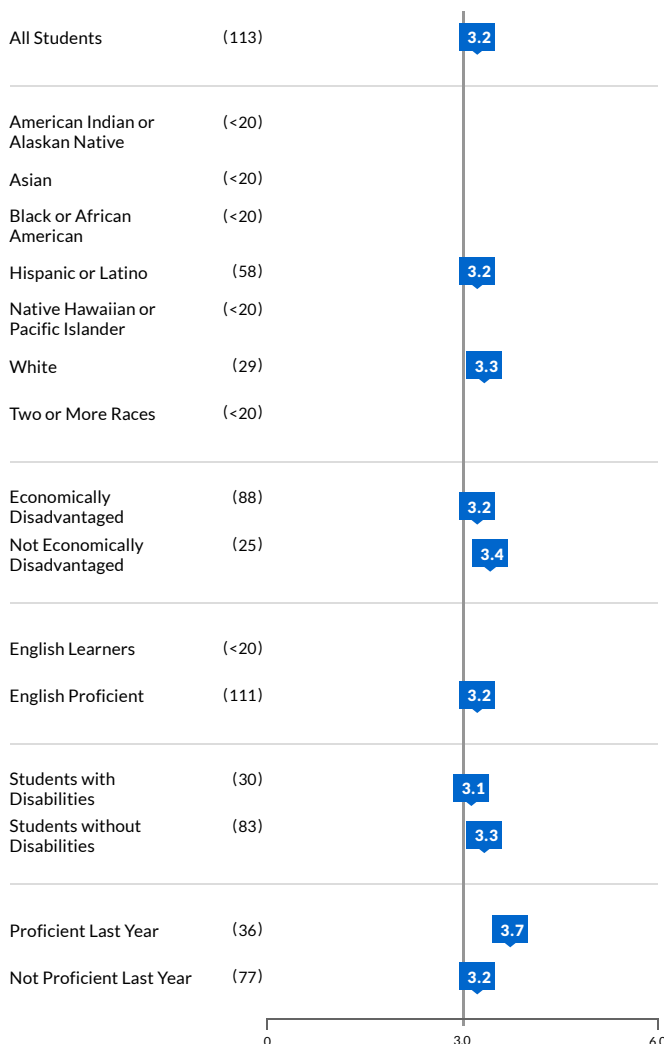 All Students (113) 3.2
American Indian or (<20)
Alaskan Native
Asian (<20)
Black or African (<20)
American
Hispanic or Latino (58) 3.2
Native Hawaiian or (<20)
Pacific Islander
White (29) 3.3
Two or More Races (<20)
Economically (88) 3.2
Disadvantaged
Not Economically (25) 3.4
Disadvantaged
English Learners (<20)
English Proficient (111) 3.2
Students with (30) 3.1
Disabilities
Students without (83) 3.3
Disabilities
Proficient Last Year (36) 3.7
Not Proficient Last Year (77) 3.2
0 3.0 6.0